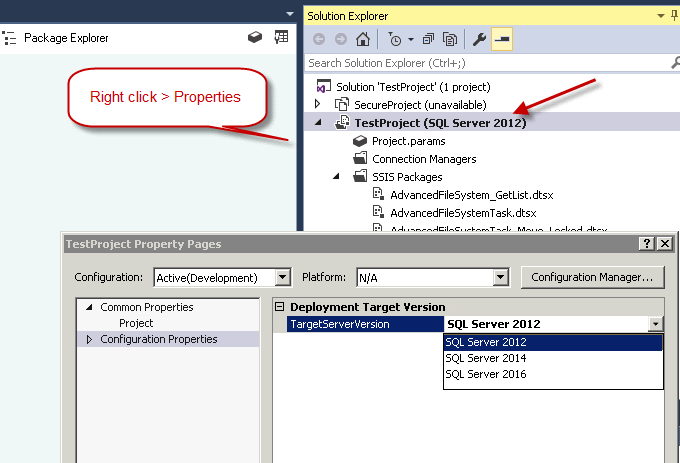 Solution Explorer
Package Explorer
Search Solution Explorer (Ctrl+;)
Right click > Properties
Solution 'TestProject' (1 project)
SecureProject (unavailable)
TestProject (SQL Server 2012)
Project.params
Connection Managers
SSIS Packages
AdvancedFileSystem_GetList.dtsx
AdvancedFileSystemTask.dtsx
AdvancedFileSystemTask_Move_Locked.dtsx
TestProject Property Pages
Configuration: Active(Development) Platform: N/A Configuration Manager...
Common Properties
Project
Configuration Properties
Deployment Target Version
TargetServerVersion SQL Server 2012
SQL Server 2012
SQL Server 2014
SQL Server 2016